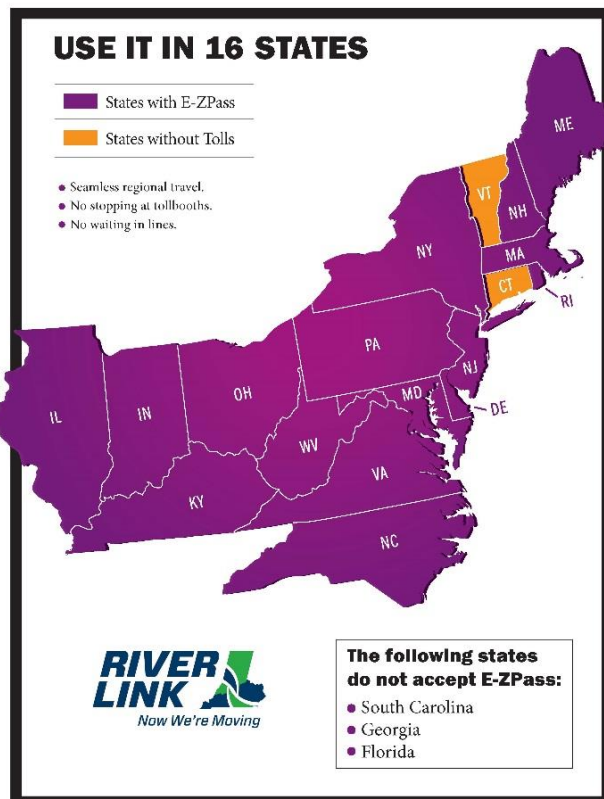 USE IT IN 16 STATES
States with E-ZPass
States without Tolls
• Seamless regional travel.
• No stopping at tollbooths.
• No waiting in lines.
ME
VT
NH
NY
MA
CT
RI
PA
NJ
OH
MD
DE
IL
IN
WV
VA
KY
NC
RIVER
LINK
Now We're Moving
The following states
do not accept E-ZPass:
• South Carolina
• Georgia
• Florida